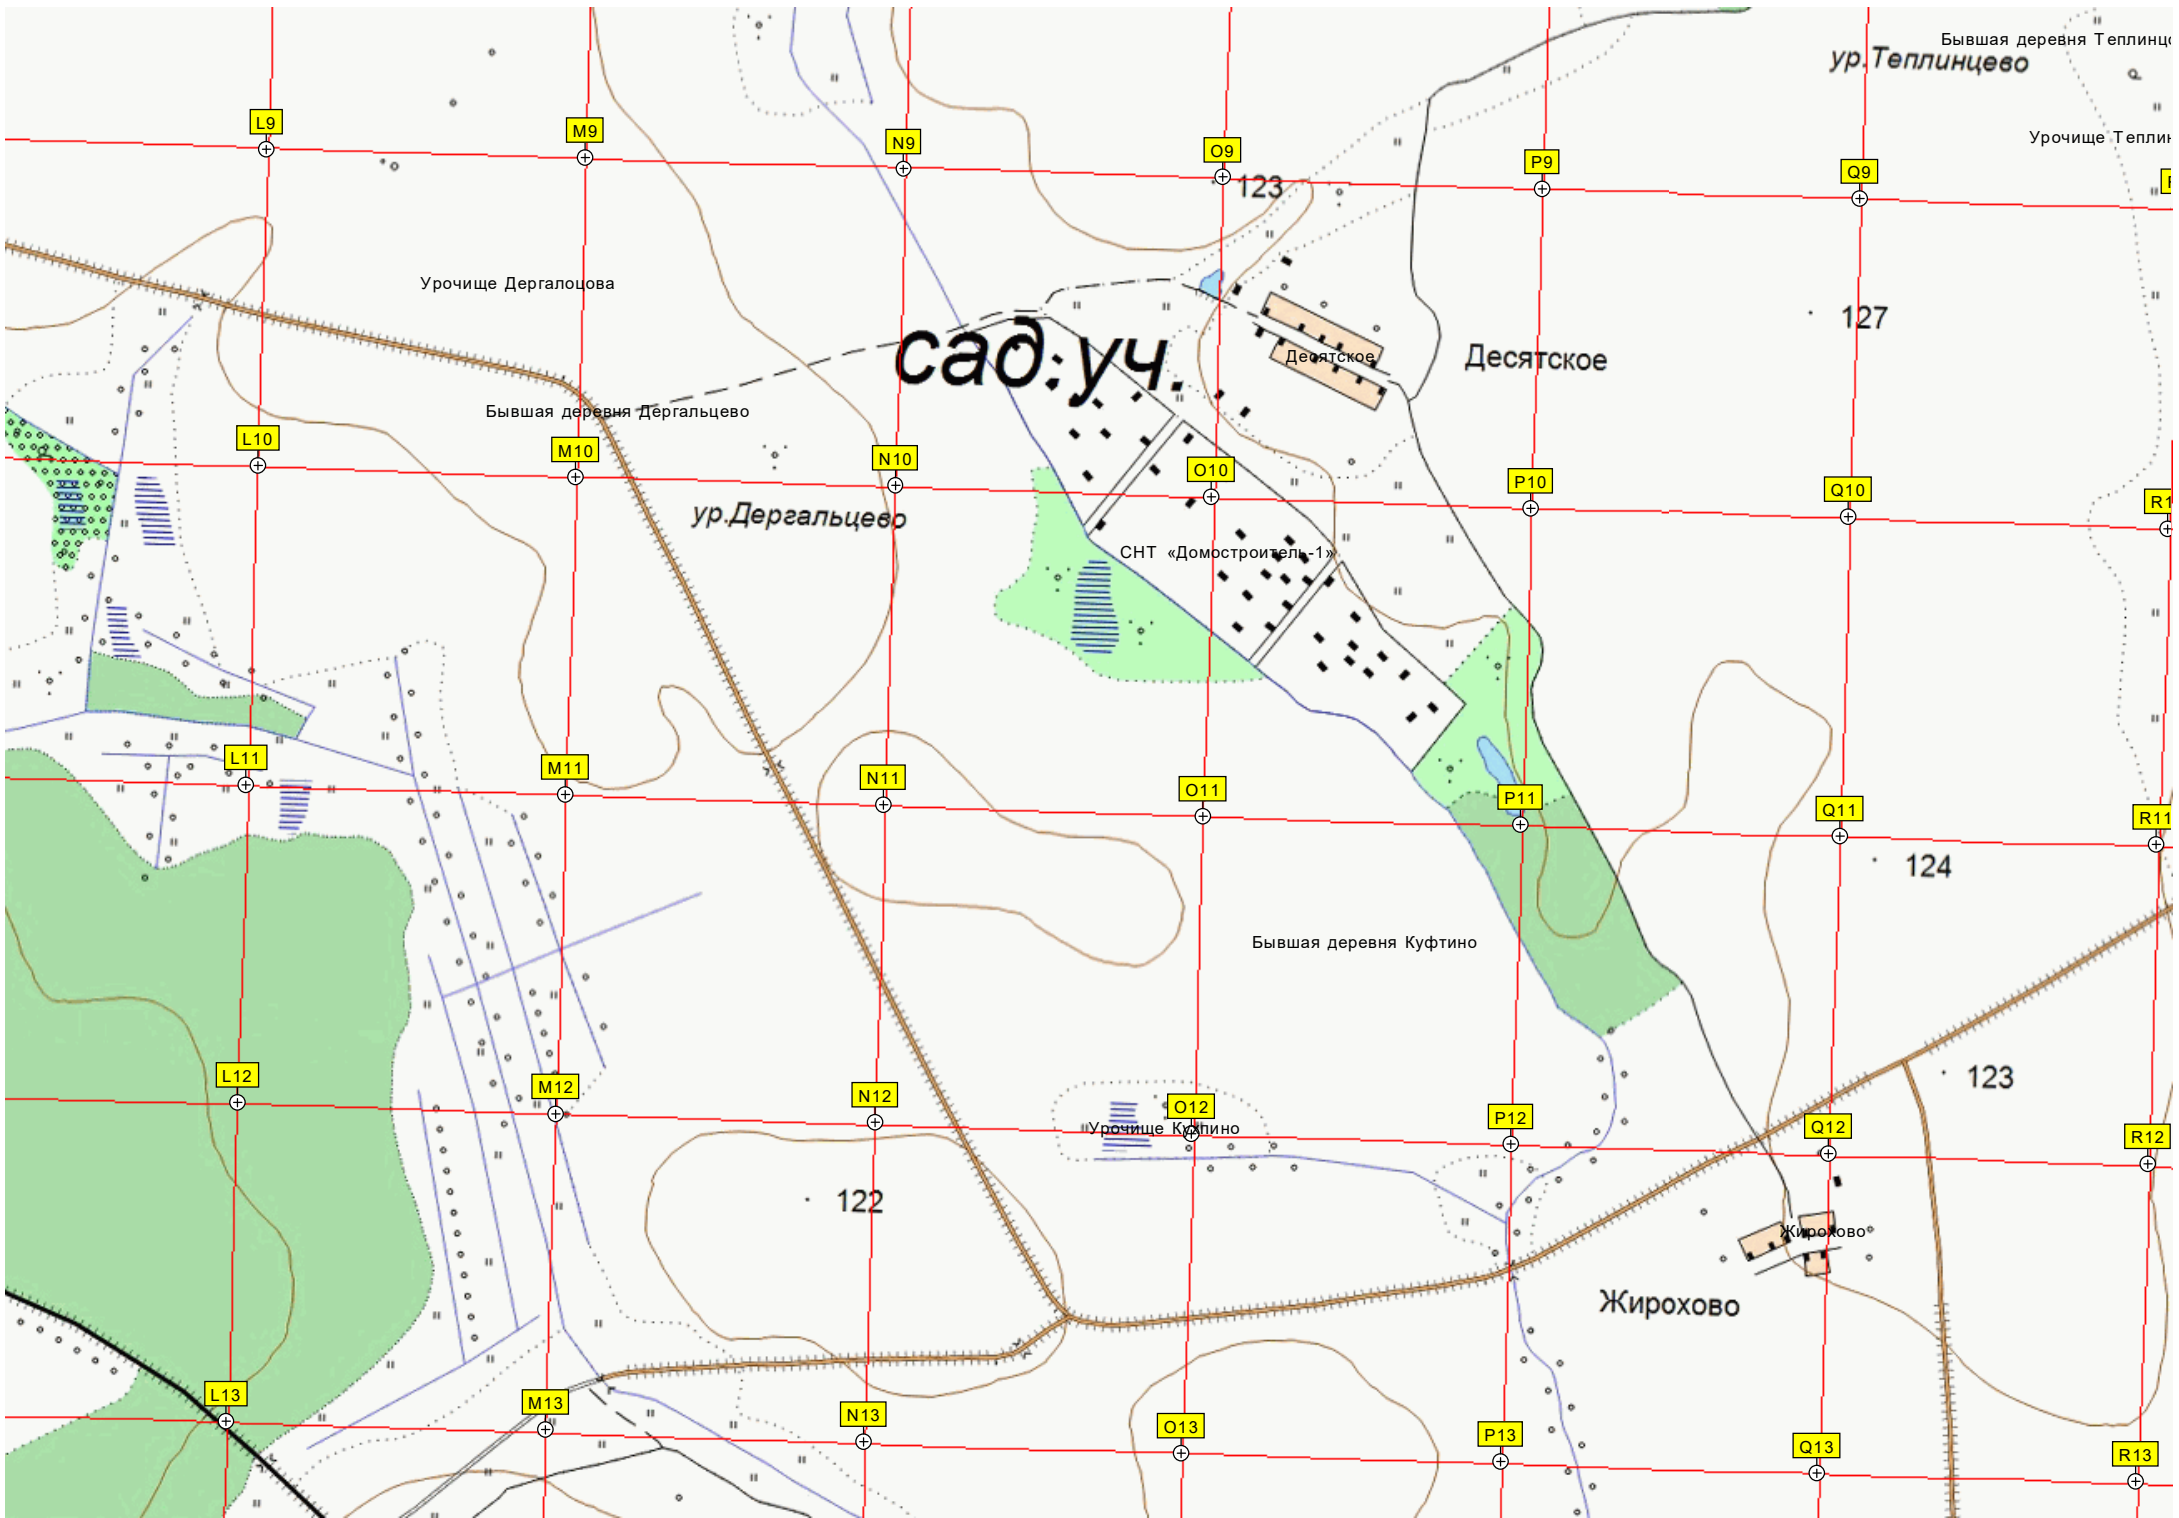 Бывшая деревня Теплинц
ур.Теплинцево
L9
M9
N9
O9
P9
Q9
Урочище Теплин
123
Урочище Дергалоцова
127
сад.уч.
Десятское
Десятское
Бывшая деревня Дергальцево
L10
M10
N10
O10
P10
Q10
R1
ур.Дергальцево
СНТ «Домостроитель-1»
L11
M11
N11
O11
P11
Q11
R11
124
Бывшая деревня Куфтино
L12
M12
N12
O12
P12
Q12
R12
123
Урочище Кухпино
122
Жирохово
Жирохово
L13
M13
N13
O13
P13
Q13
R13